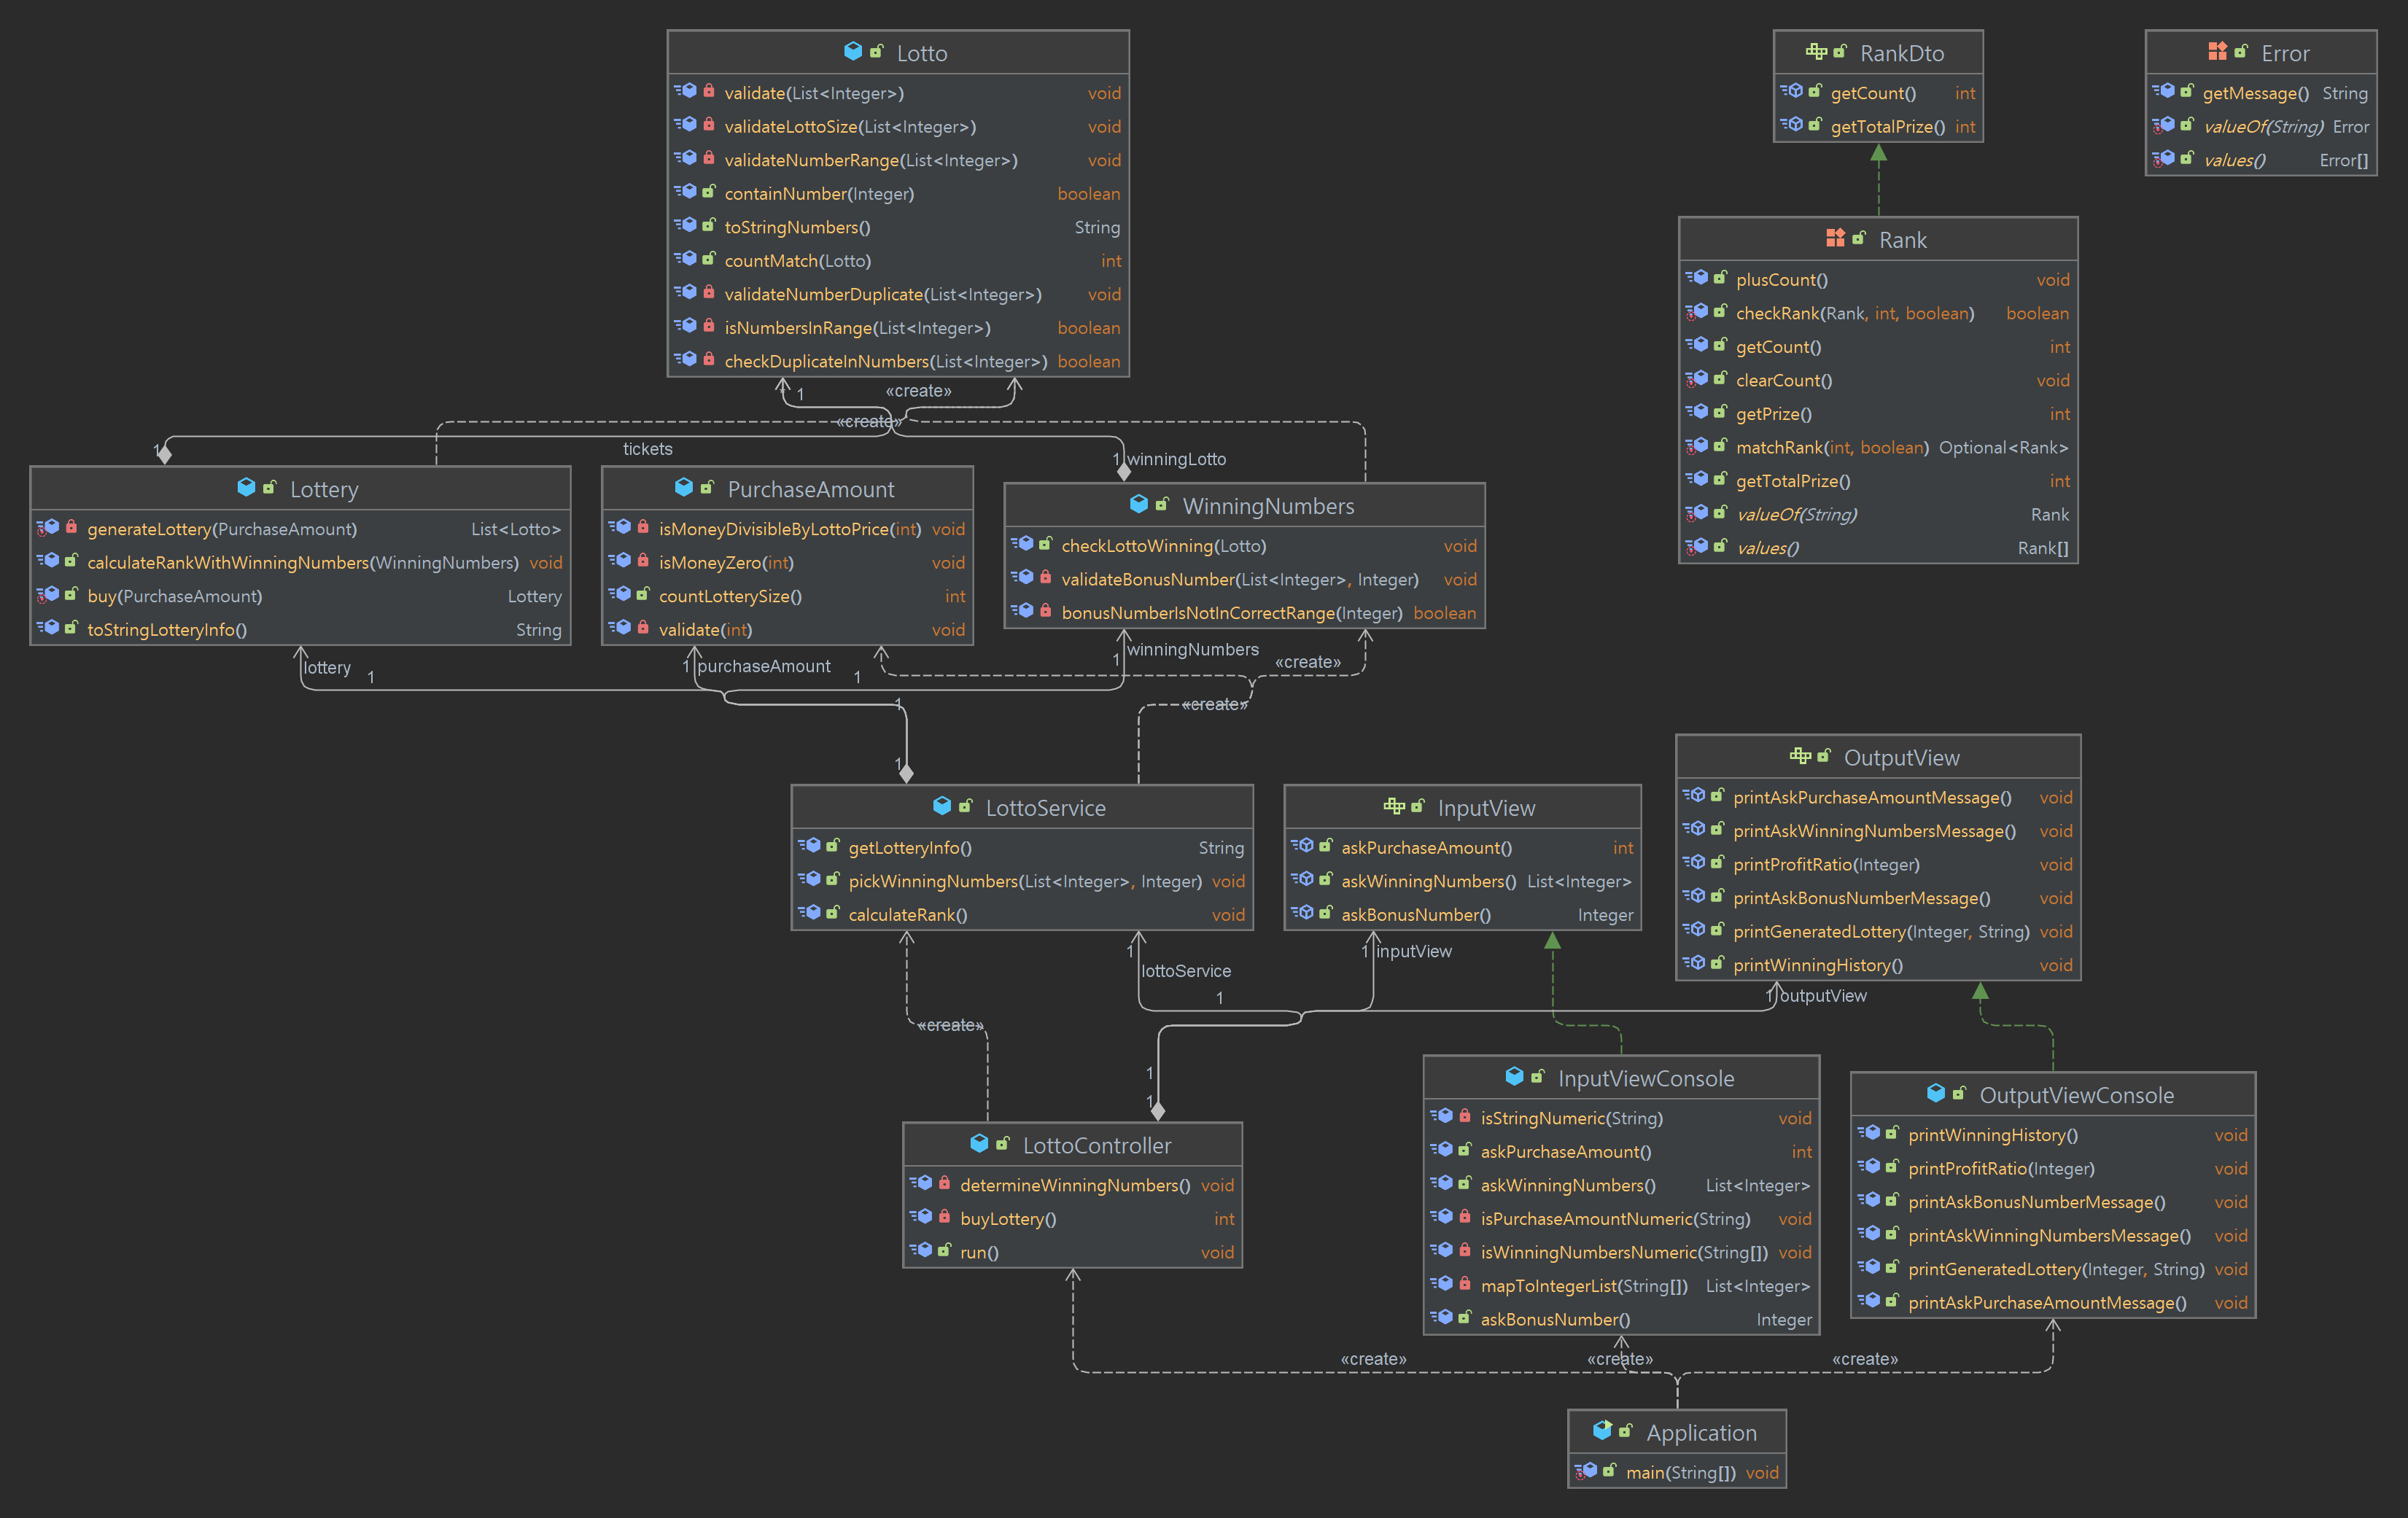 Lotto
validate(List<Integer>) void
validateLottoSize(List<Integer>) void
validateNumberRange(List<Integer>) void
containNumber(Integer) boolean
toStringNumbers() String
countMatch(Lotto) int
validateNumberDuplicate(List<Integer>) void
isNumbersInRange(List<Integer>) boolean
checkDuplicateInNumbers(List<Integer>) boolean
RankDto
getCount() int
getTotalPrize() int
Error
getMessage() String
valueOf(String) Error
values() Error[]
Rank
plusCount() void
checkRank(Rank, int, boolean) boolean
getCount() int
clearCount() void
getPrize() int
matchRank(int, boolean) Optional<Rank>
getTotalPrize() int
valueOf(String) Rank
values() Rank[]
1
«create»
«create»
1
tickets
1
winningLotto
Lottery
generateLottery(PurchaseAmount) List<Lotto>
calculateRankWithWinningNumbers(WinningNumbers) void
buy(PurchaseAmount) Lottery
toStringLotteryInfo() String
PurchaseAmount
isMoneyDivisibleByLottoPrice(int) void
isMoneyZero(int) void
countLotterySize() int
validate(int) void
WinningNumbers
checkLottoWinning(Lotto) void
validateBonusNumber(List<Integer>, Integer) void
bonusNumberIsNotInCorrectRange(Integer) boolean
lottery
1
1
purchaseAmount
1
1
winningNumbers
«create»
1
«create»
1
LottoService
getLotteryInfo() String
pickWinningNumbers(List<Integer>, Integer) void
calculateRank() void
InputView
askPurchaseAmount() int
askWinningNumbers() List<Integer>
askBonusNumber() Integer
OutputView
printAskPurchaseAmountMessage() void
printAskWinningNumbersMessage() void
printProfitRatio(Integer) void
printAskBonusNumberMessage() void
printGeneratedLottery(Integer, String) void
printWinningHistory() void
1
lottoService
1
1
inputView
1
outputView
«create»
1
1
LottoController
determineWinningNumbers() void
buyLottery() int
run() void
InputViewConsole
isStringNumeric(String) void
askPurchaseAmount() int
askWinningNumbers() List<Integer>
isPurchaseAmountNumeric(String) void
isWinningNumbersNumeric(String[]) void
mapToIntegerList(String[]) List<Integer>
askBonusNumber() Integer
OutputViewConsole
printWinningHistory() void
printProfitRatio(Integer) void
printAskBonusNumberMessage() void
printAskWinningNumbersMessage() void
printGeneratedLottery(Integer, String) void
printAskPurchaseAmountMessage() void
«create»
«create»
«create»
Application
main(String[]) void